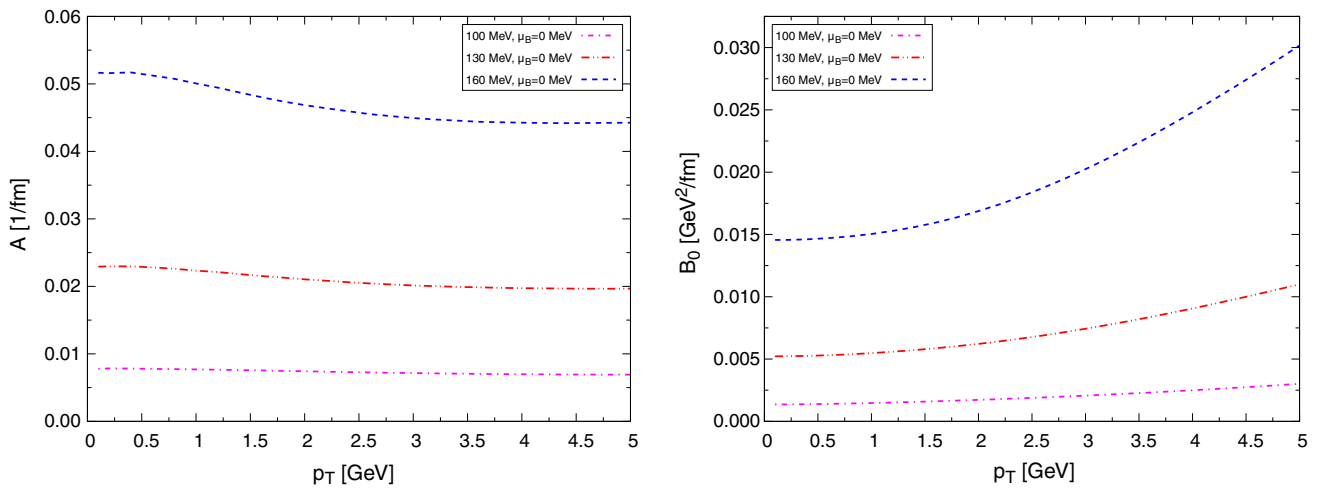 0.06
0.05
0.04
0.03
0.02
0.01
0.00
A [1/fm]
100 MeV, μB=0 MeV
130 MeV, μB=0 MeV
160 MeV, μB=0 MeV
0 0.5 1 1.5 2 2.5 3 3.5 4 4.5 5
pT [GeV]
0.030
0.025
0.020
0.015
0.010
0.005
0.000
B0 [GeV²/fm]
100 MeV, μB=0 MeV
130 MeV, μB=0 MeV
160 MeV, μB=0 MeV
0 0.5 1 1.5 2 2.5 3 3.5 4 4.5 5
pT [GeV]